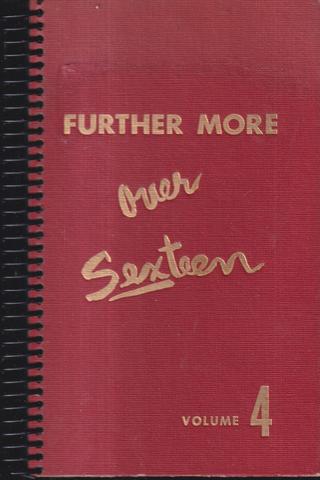 FURTHER MORE
over
Sexteen
VOLUME 4